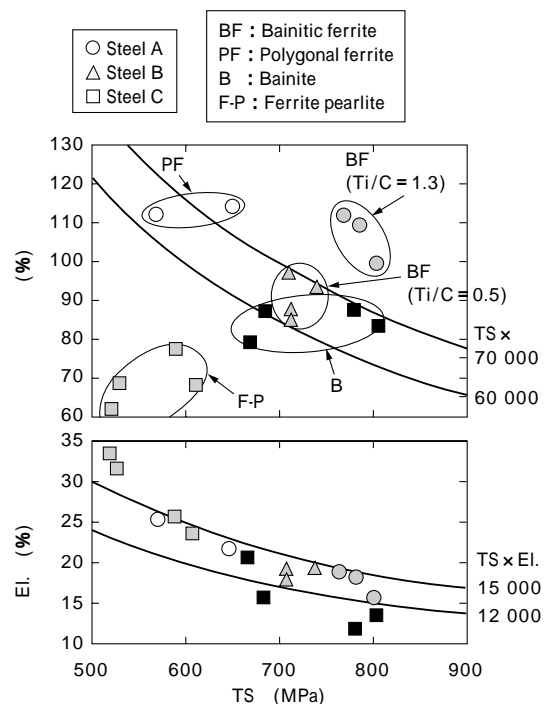 Steel A
Steel B
Steel C
BF : Bainitic ferrite
PF : Polygonal ferrite
B : Bainite
F-P : Ferrite pearlite
130
120
110
100
90
80
70
60
(%)
PF
BF
(Ti/C = 1.3)
BF
(Ti/C = 0.5)
B
F-P
TS ×
70 000
60 000
35
30
25
20
15
10
El. (%)
TS × El.
15 000
12 000
500 600 700 800 900
TS (MPa)